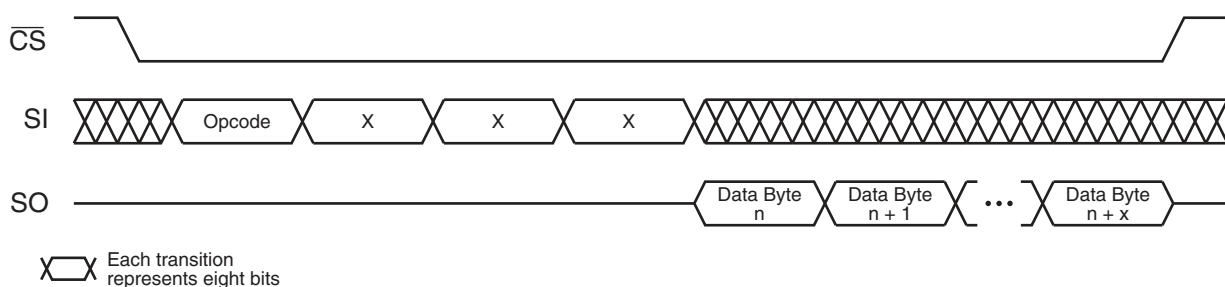 CS
SI
Opcode X X X
SO
Data Byte n
Data Byte n + 1
•••
Data Byte n + x
Each transition
represents eight bits